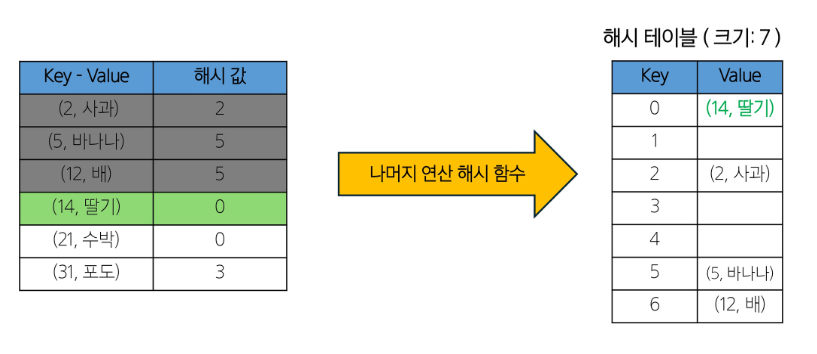 해시 테이블 ( 크기: 7 )
Key - Value 해시 값
(2, 사과) 2
(5, 바나나) 5
(12, 배) 5
(14, 딸기) 0
(21, 수박) 0
(31, 포도) 3
나머지 연산 해시 함수
Key Value
0 (14, 딸기)
1
2 (2, 사과)
3
4
5 (5, 바나나)
6 (12, 배)